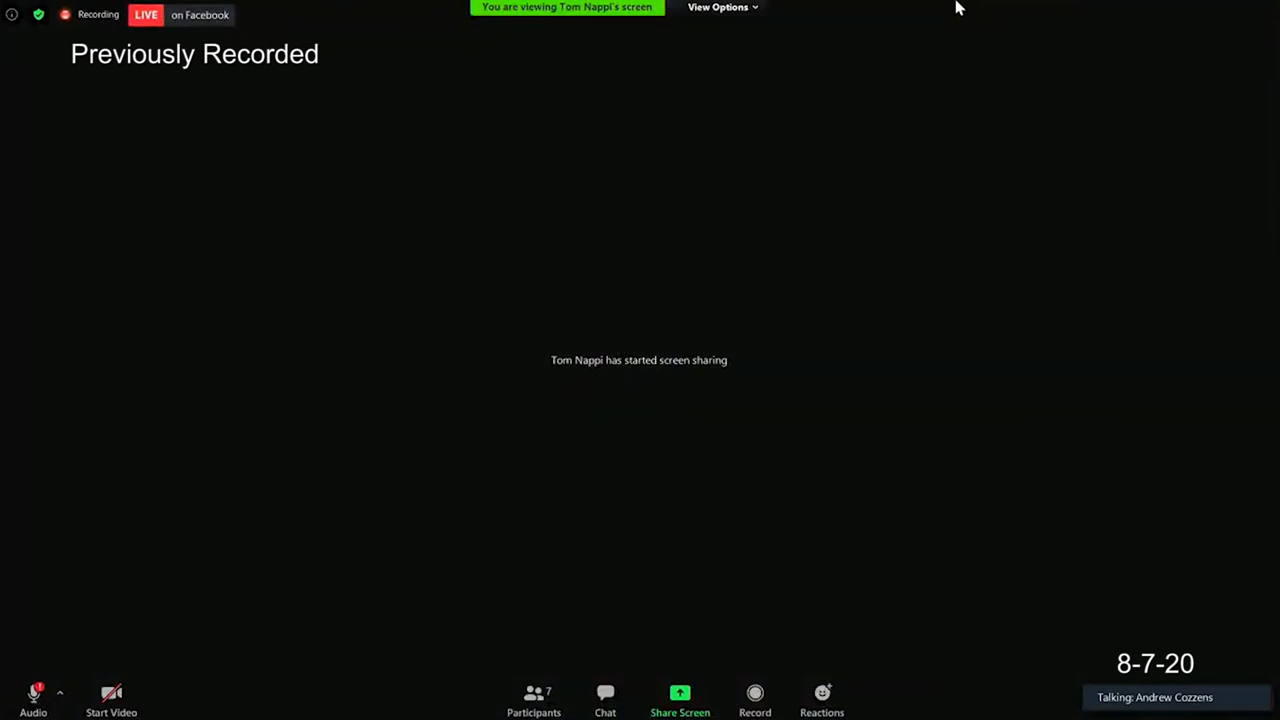 Recording LIVE on Facebook
You are viewing Tom Nappi's screen View Options
Previously Recorded
Tom Nappi has started screen sharing
8-7-20
Talking: Andrew Cozzens
Audio Start Video Participants 7 Chat Share Screen Record Reactions